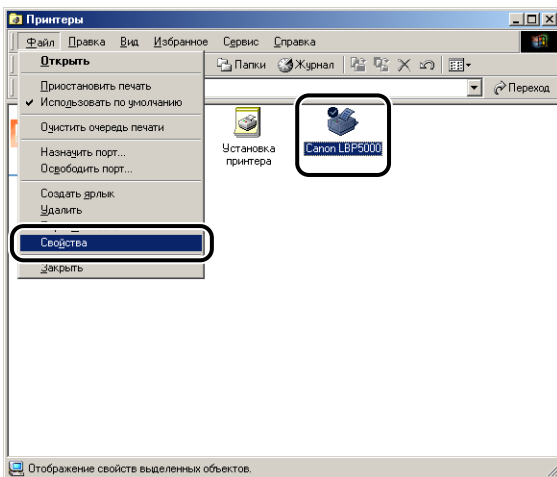 Принтеры
Файл Правка Вид Избранное Сервис Справка
Открыть
Папки Журнал
Приостановить печать
Использовать по умолчанию
Переход
Очистить очередь печати
Назначить порт...
Освободить порт...
Создать ярлык
Удалить
Свойства
Закрыть
Установка
принтера
Canon LBP5000
Отображение свойств выделенных объектов.